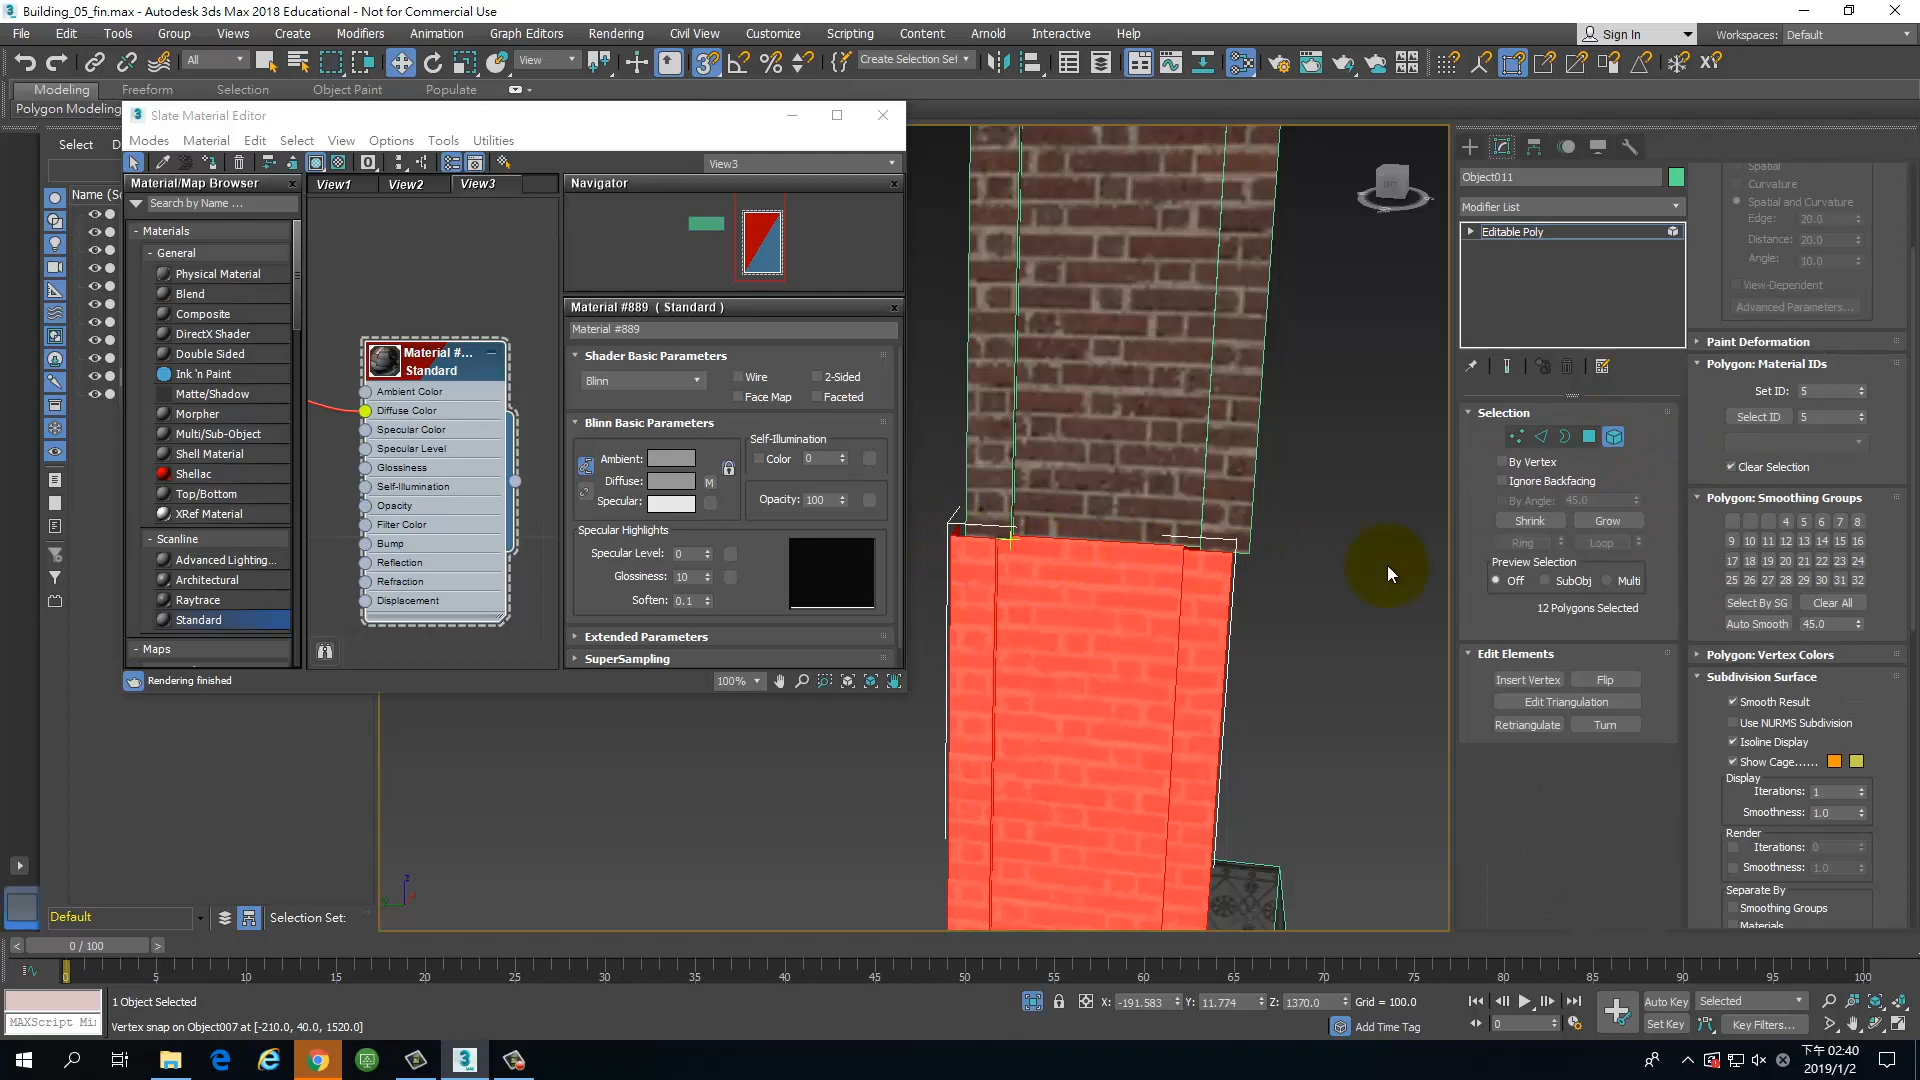 Building_05_fin.max - Autodesk 3ds Max 2018 Educational - Not for Commercial Use
File Edit Tools Group Views Create Modifiers Animation Graph Editors Rendering Civil View Customize Scripting Content Arnold Interactive Help
Sign In
Workspaces: Default
All
View
Create Selection Set
Modeling Freeform Selection Object Paint Populate
Polygon Modeling
Select
Name (Sc
Slate Material Editor
Modes Material Edit Select View Options Tools Utilities
View3
Material/Map Browser
Search by Name ...
- Materials
- General
Physical Material
Blend
Composite
DirectX Shader
Double Sided
Ink 'n Paint
Matte/Shadow
Morpher
Multi/Sub-Object
Shell Material
Shellac
Top/Bottom
XRef Material
- Scanline
Advanced Lighting...
Architectural
Raytrace
Standard
- Maps
View1 View2 View3
Material #...
Standard
Ambient Color
Diffuse Color
Specular Color
Specular Level
Glossiness
Self-Illumination
Opacity
Filter Color
Bump
Reflection
Refraction
Displacement
Navigator
Material #889 ( Standard )
Material #889
Shader Basic Parameters
Blinn
Wire
2-Sided
Face Map
Faceted
Blinn Basic Parameters
Self-Illumination
Ambient:
Color 0
Diffuse:
M
Specular:
Opacity: 100
Specular Highlights
Specular Level: 0
Glossiness: 10
Soften: 0.1
Extended Parameters
SuperSampling
Rendering finished
100%
Object011
Modifier List
Editable Poly
Selection
By Vertex
Ignore Backfacing
By Angle: 45.0
Shrink Grow
Ring Loop
Preview Selection
Off SubObj Multi
12 Polygons Selected
Edit Elements
Insert Vertex Flip
Edit Triangulation
Retriangulate Turn
Spatial
Curvature
Spatial and Curvature
Edge: 20.0
Distance: 20.0
Angle: 10.0
View-Dependent
Advanced Parameters...
Paint Deformation
Polygon: Material IDs
Set ID: 5
Select ID 5
Clear Selection
Polygon: Smoothing Groups
4 5 6 7 8
9 10 11 12 13 14 15 16
17 18 19 20 21 22 23 24
25 26 27 28 29 30 31 32
Select By SG Clear All
Auto Smooth 45.0
Polygon: Vertex Colors
Subdivision Surface
Smooth Result
Use NURMS Subdivision
Isoline Display
Show Cage......
Display
Iterations: 1
Smoothness: 1.0
Render
Iterations: 0
Smoothness: 1.0
Separate By
Smoothing Groups
Materials
z
Default
Selection Set:
< 0 / 100 >
0 5 10 15 20 25 30 35 40 45 50 55 60 65 70 75 80 85 90 95 100
1 Object Selected
MAXScript Mi
Vertex snap on Object007 at [-210.0, 40.0, 1520.0]
X: -191.583 Y: 11.774 Z: 1370.0 Grid = 100.0
Add Time Tag
0
Auto Key Selected
Set Key Key Filters...
下午 02:40
2019/1/2